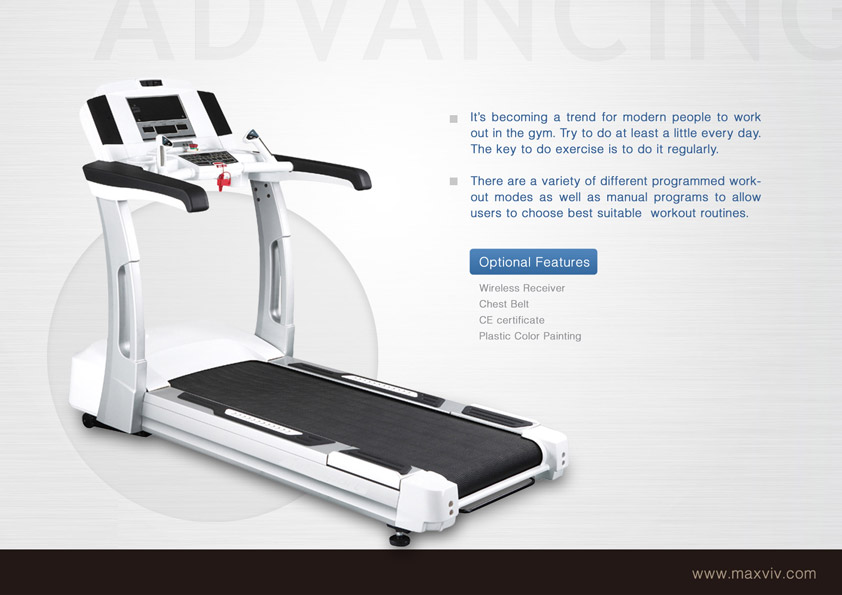 ADVANCING
It's becoming a trend for modern people to work
out in the gym. Try to do at least a little every day.
The key to do exercise is to do it regularly.
There are a variety of different programmed work-
out modes as well as manual programs to allow
users to choose best suitable workout routines.
Optional Features
Wireless Receiver
Chest Belt
CE certificate
Plastic Color Painting
www.maxviv.com